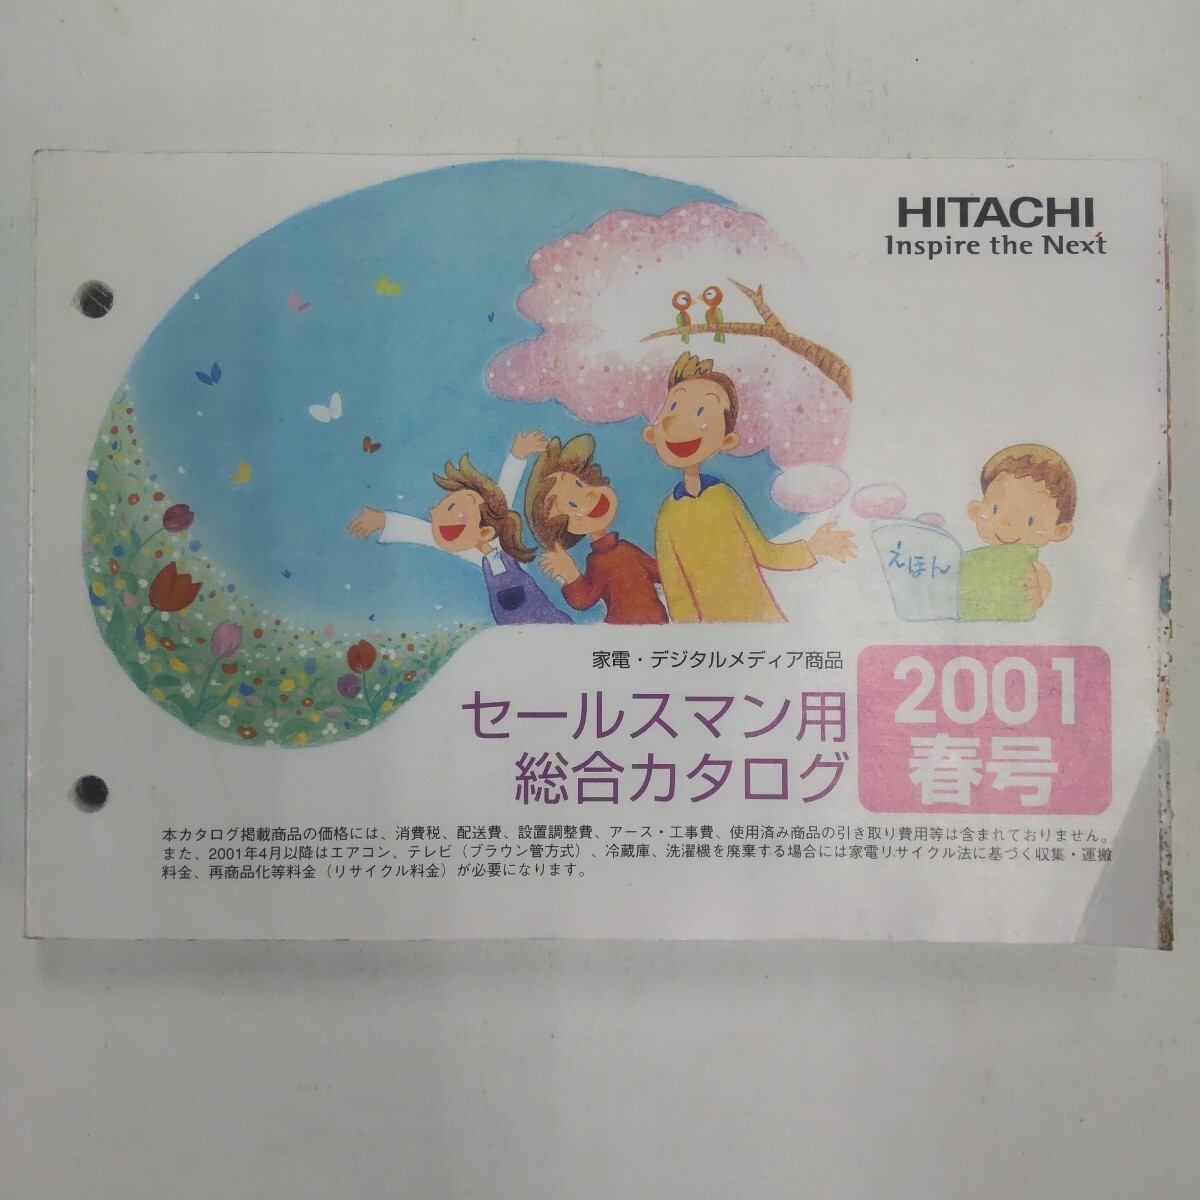 HITACHI
Inspire the Next
えほん
家電・デジタルメディア商品
セールスマン用
総合カタログ
2001
春号
本カタログ掲載商品の価格には、消費税、配送費、設置調整費、アース・工事費、使用済み商品の引き取り費用等は含まれておりません。
また、2001年4月以降はエアコン、テレビ（ブラウン管方式）、冷蔵庫、洗濯機を廃棄する場合には家電リサイクル法に基づく収集・運搬
料金、再商品化等料金（リサイクル料金）が必要になります。